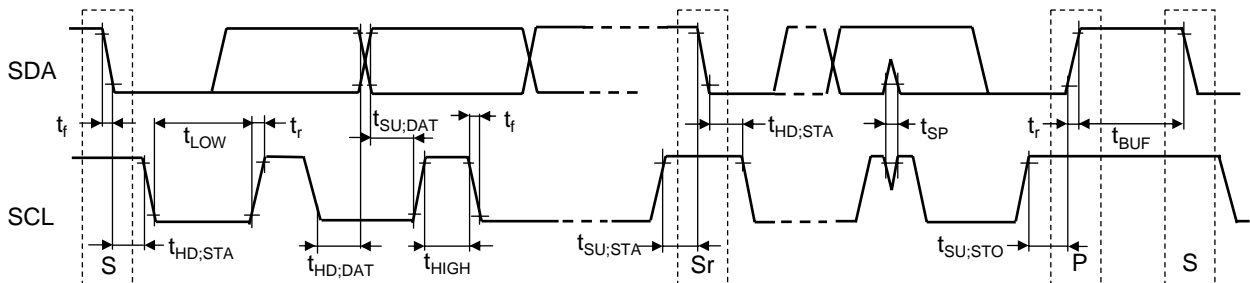 SDA
t_f
t_LOW
t_r
t_SU;DAT
t_f
t_HD;STA
t_SP
t_r
t_BUF
SCL
t_HD;STA
t_HD;DAT
t_HIGH
t_SU;STA
t_SU;STO
S
Sr
P
S